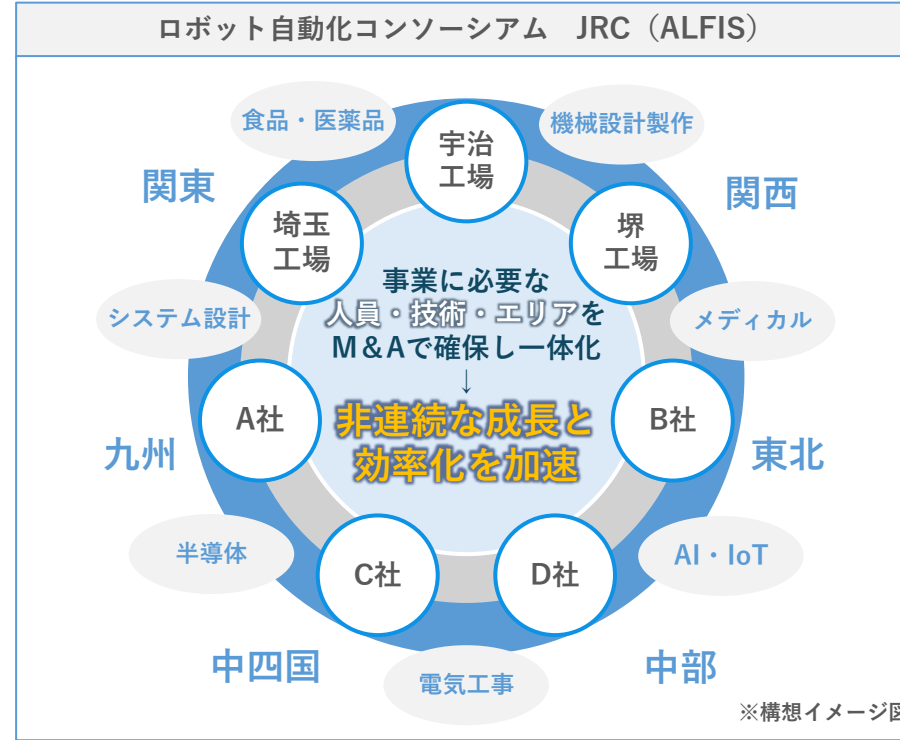 ロボット自動化コンソーシアム　JRC（ALFIS）
食品・医薬品
機械設計製作
宇治
工場
関東
関西
埼玉
工場
堺
工場
事業に必要な
人員・技術・エリアを
M＆Aで確保し一体化
↓
非連続な成長と
効率化を加速
システム設計
メディカル
A社
B社
九州
東北
半導体
AI・IoT
C社
D社
中四国
中部
電気工事
※構想イメージ図